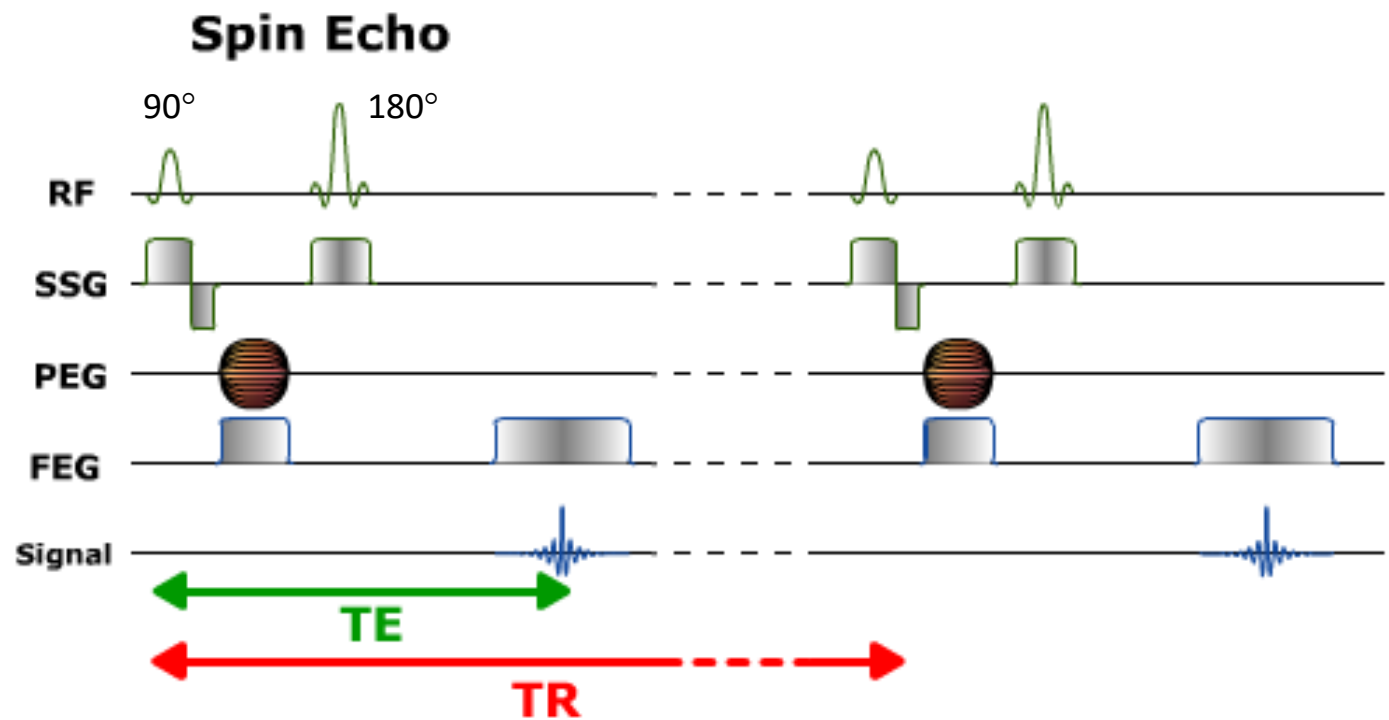 Spin Echo
90° 180°
RF
SSG
PEG
FEG
Signal
TE
TR